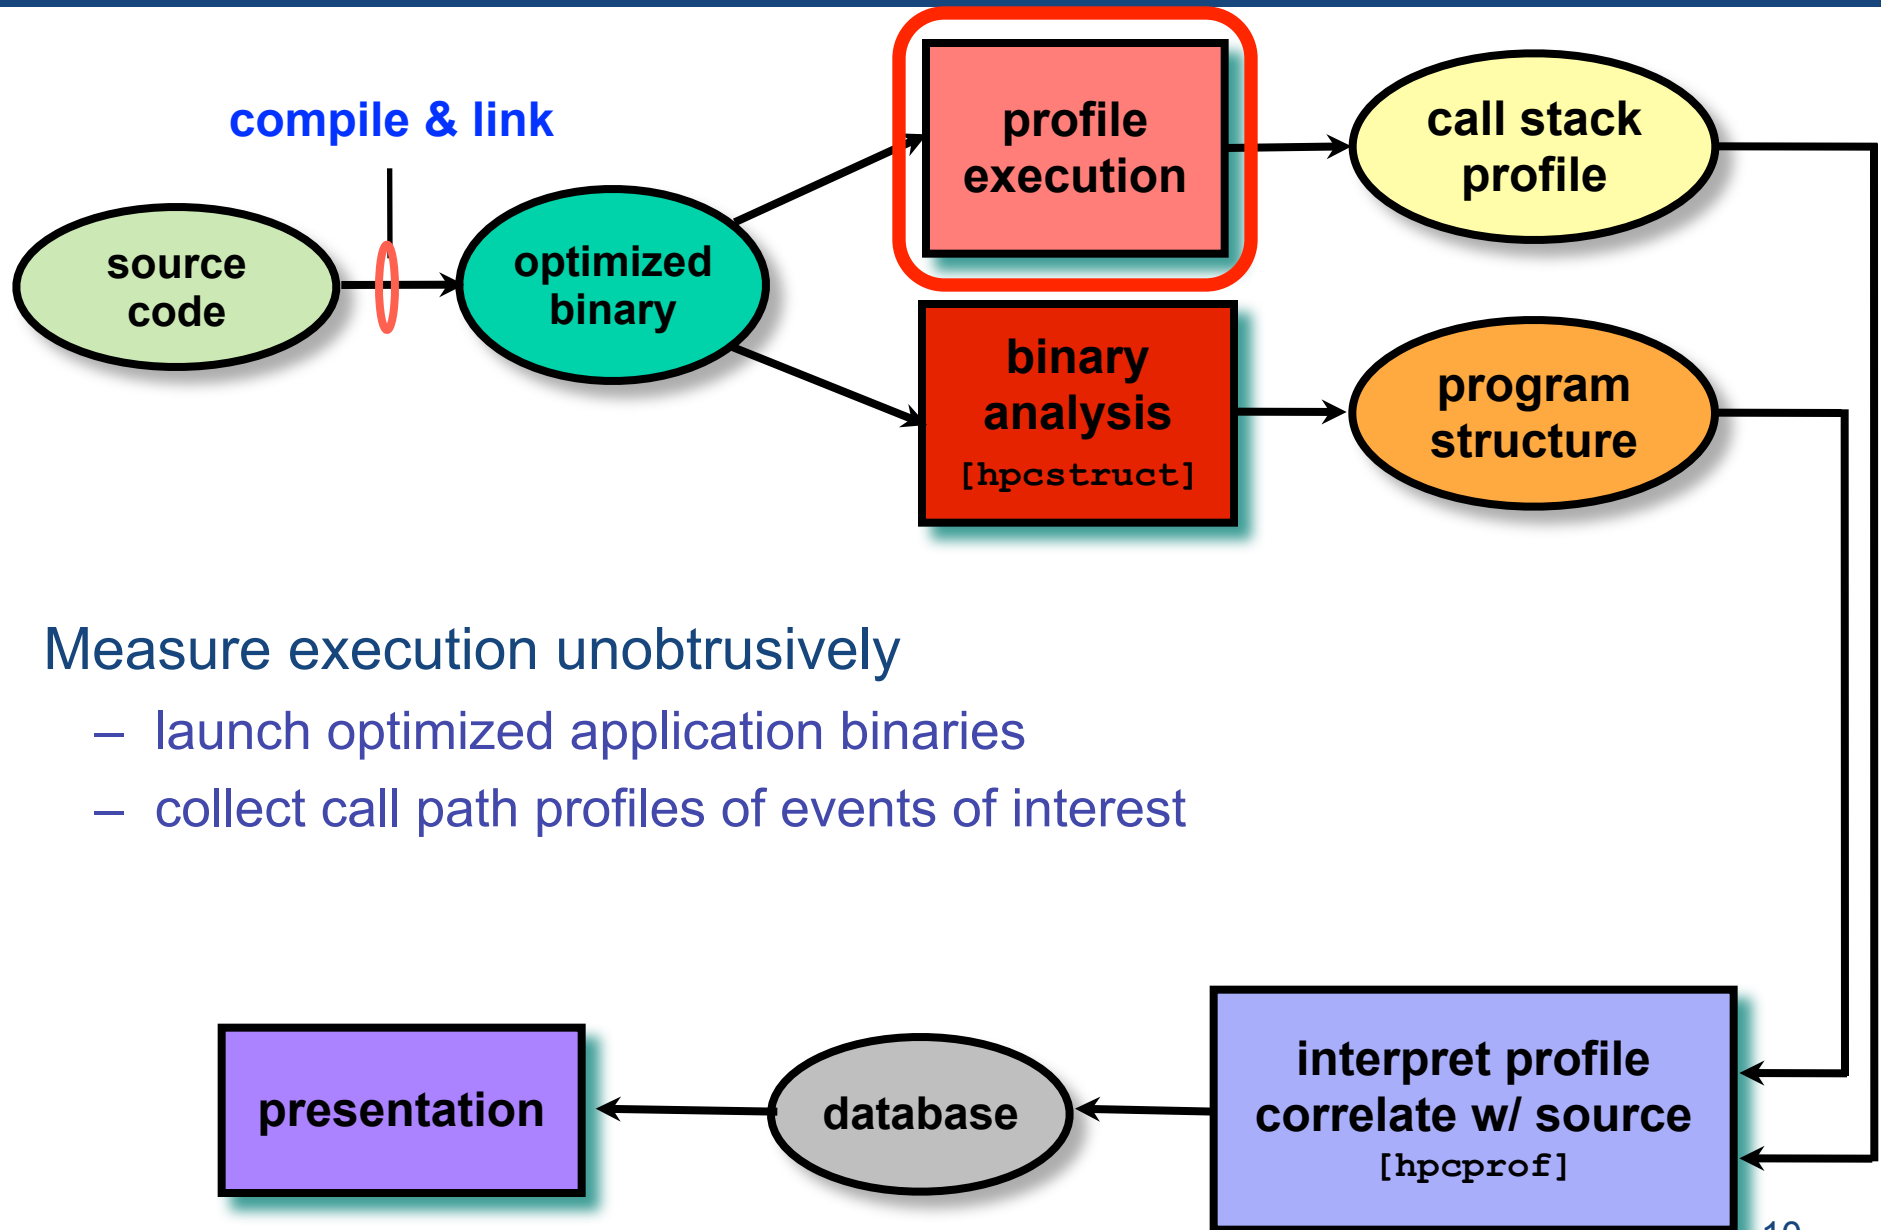 compile & link
source
code
optimized
binary
profile
execution
call stack
profile
binary
analysis
[hpcstruct]
program
structure
Measure execution unobtrusively
– launch optimized application binaries
– collect call path profiles of events of interest
presentation
database
interpret profile
correlate w/ source
[hpcprof]